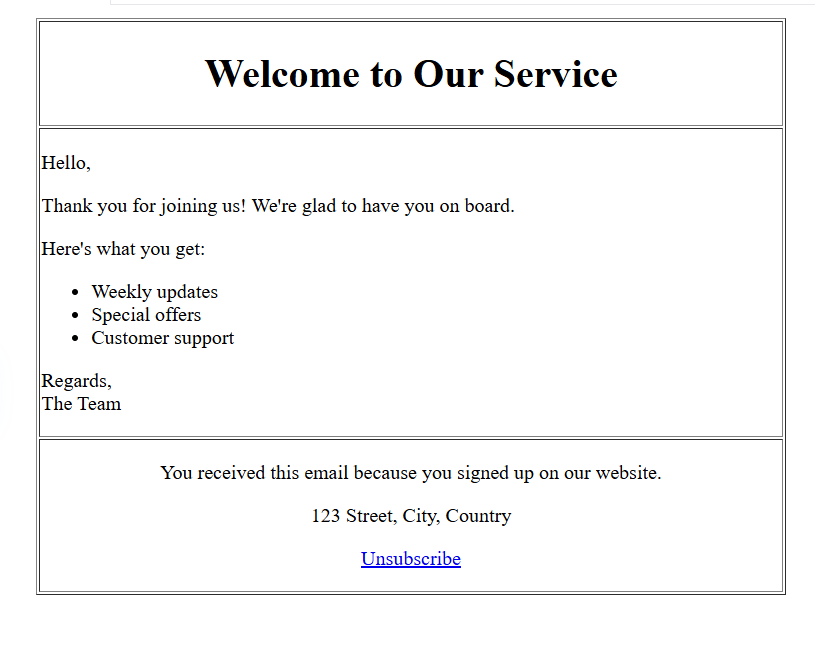 Welcome to Our Service
Hello,
Thank you for joining us! We're glad to have you on board.
Here's what you get:
• Weekly updates
• Special offers
• Customer support
Regards,
The Team
You received this email because you signed up on our website.
123 Street, City, Country
Unsubscribe